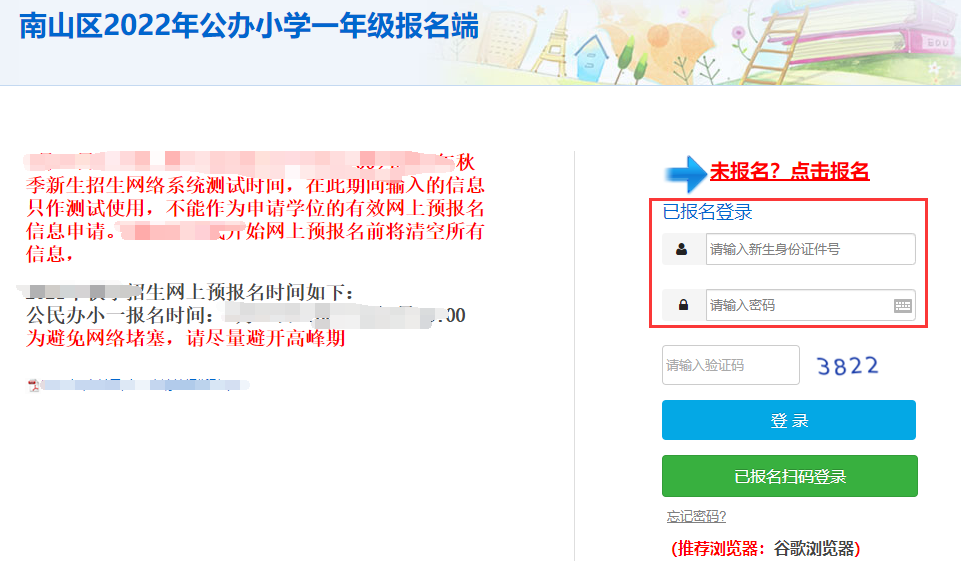 南山区2022年公办小学一年级报名端
秋
季新生招生网络系统测试时间，在此期间输入的信息
只作测试使用，不能作为申请学位的有效网上预报名
信息申请。开始网上预报名前将清空所有
信息，
招生网上预报名时间如下：
公民办小一报名时间：:00
为避免网络堵塞，请尽量避开高峰期
未报名？点击报名
已报名登录
请输入新生身份证件号
请输入密码
请输入验证码
3822
登 录
已报名扫码登录
忘记密码?
(推荐浏览器：谷歌浏览器)
EDU